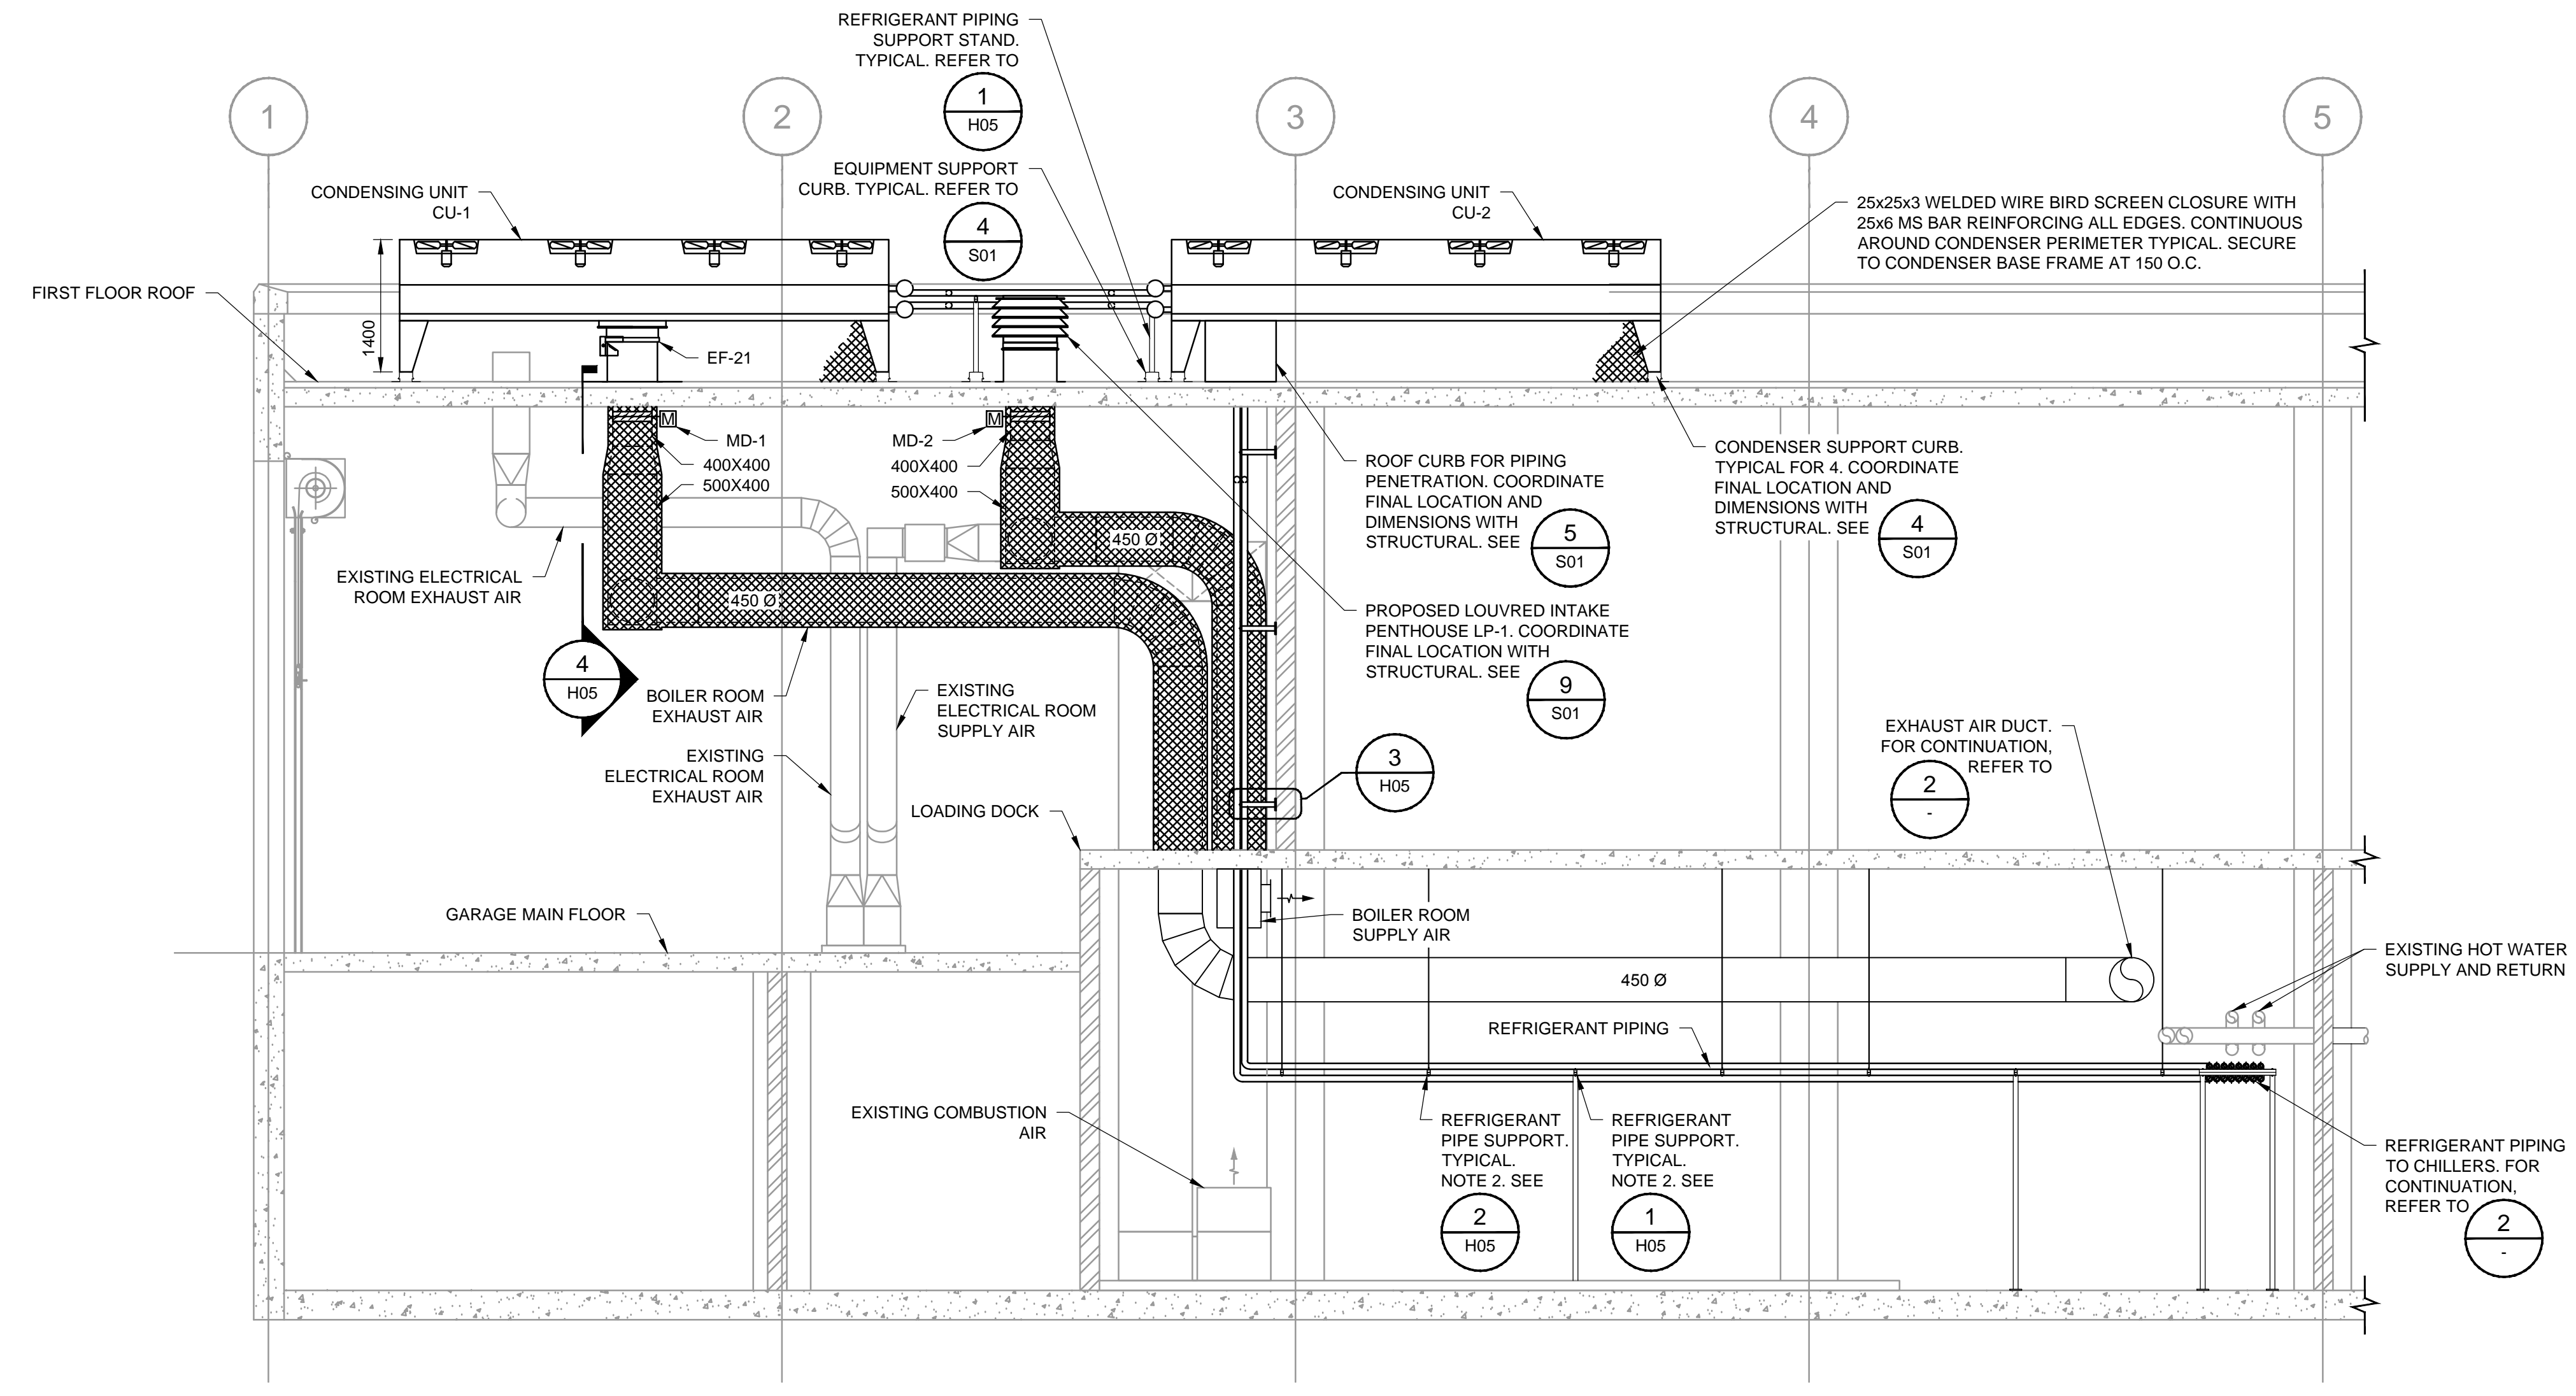 REFRIGERANT PIPING
SUPPORT STAND.
TYPICAL. REFER TO
1
H05
1
2
3
4
5
EQUIPMENT SUPPORT
CURB. TYPICAL. REFER TO
4
S01
CONDENSING UNIT
CU-1
CONDENSING UNIT
CU-2
25x25x3 WELDED WIRE BIRD SCREEN CLOSURE WITH
25x6 MS BAR REINFORCING ALL EDGES. CONTINUOUS
AROUND CONDENSER PERIMETER TYPICAL. SECURE
TO CONDENSER BASE FRAME AT 150 O.C.
FIRST FLOOR ROOF
1400
EF-21
M
MD-1
400X400
500X400
M
MD-2
400X400
500X400
ROOF CURB FOR PIPING
PENETRATION. COORDINATE
FINAL LOCATION AND
DIMENSIONS WITH
STRUCTURAL. SEE
5
S01
CONDENSER SUPPORT CURB.
TYPICAL FOR 4. COORDINATE
FINAL LOCATION AND
DIMENSIONS WITH
STRUCTURAL. SEE
4
S01
450 Ø
EXISTING ELECTRICAL
ROOM EXHAUST AIR
450 Ø
PROPOSED LOUVRED INTAKE
PENTHOUSE LP-1. COORDINATE
FINAL LOCATION WITH
STRUCTURAL. SEE
9
S01
4
H05
BOILER ROOM
EXHAUST AIR
EXISTING
ELECTRICAL ROOM
SUPPLY AIR
EXISTING
ELECTRICAL ROOM
EXHAUST AIR
3
H05
EXHAUST AIR DUCT.
FOR CONTINUATION,
REFER TO
2
-
LOADING DOCK
GARAGE MAIN FLOOR
BOILER ROOM
SUPPLY AIR
EXISTING HOT WATER
SUPPLY AND RETURN
450 Ø
REFRIGERANT PIPING
EXISTING COMBUSTION
AIR
REFRIGERANT
PIPE SUPPORT.
TYPICAL.
NOTE 2. SEE
2
H05
REFRIGERANT
PIPE SUPPORT.
TYPICAL.
NOTE 2. SEE
1
H05
REFRIGERANT PIPING
TO CHILLERS. FOR
CONTINUATION,
REFER TO
2
-